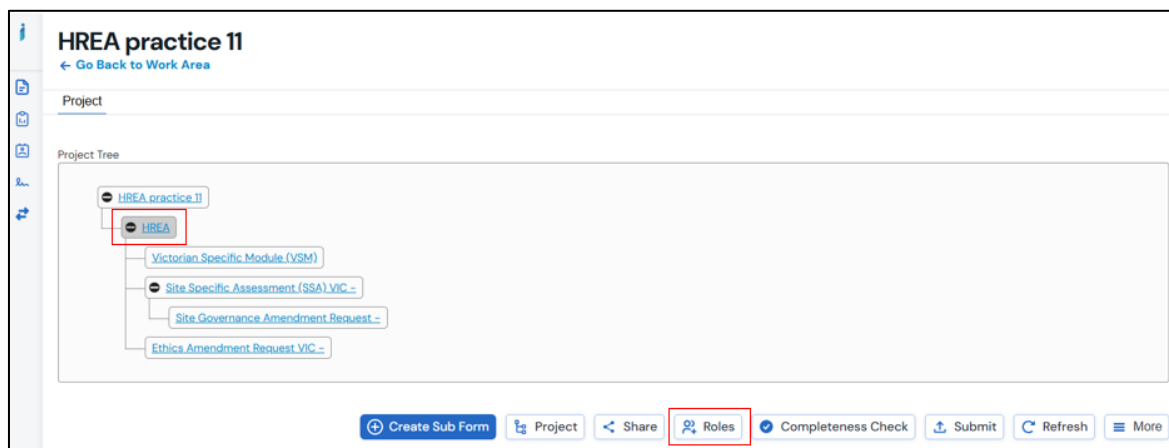 HREA practice 11
← Go Back to Work Area
Project
Project Tree
HREA practice 11
HREA
Victorian Specific Module (VSM)
Site Specific Assessment (SSA) VIC -
Site Governance Amendment Request -
Ethics Amendment Request VIC -
Create Sub Form Project Share Roles Completeness Check Submit Refresh More